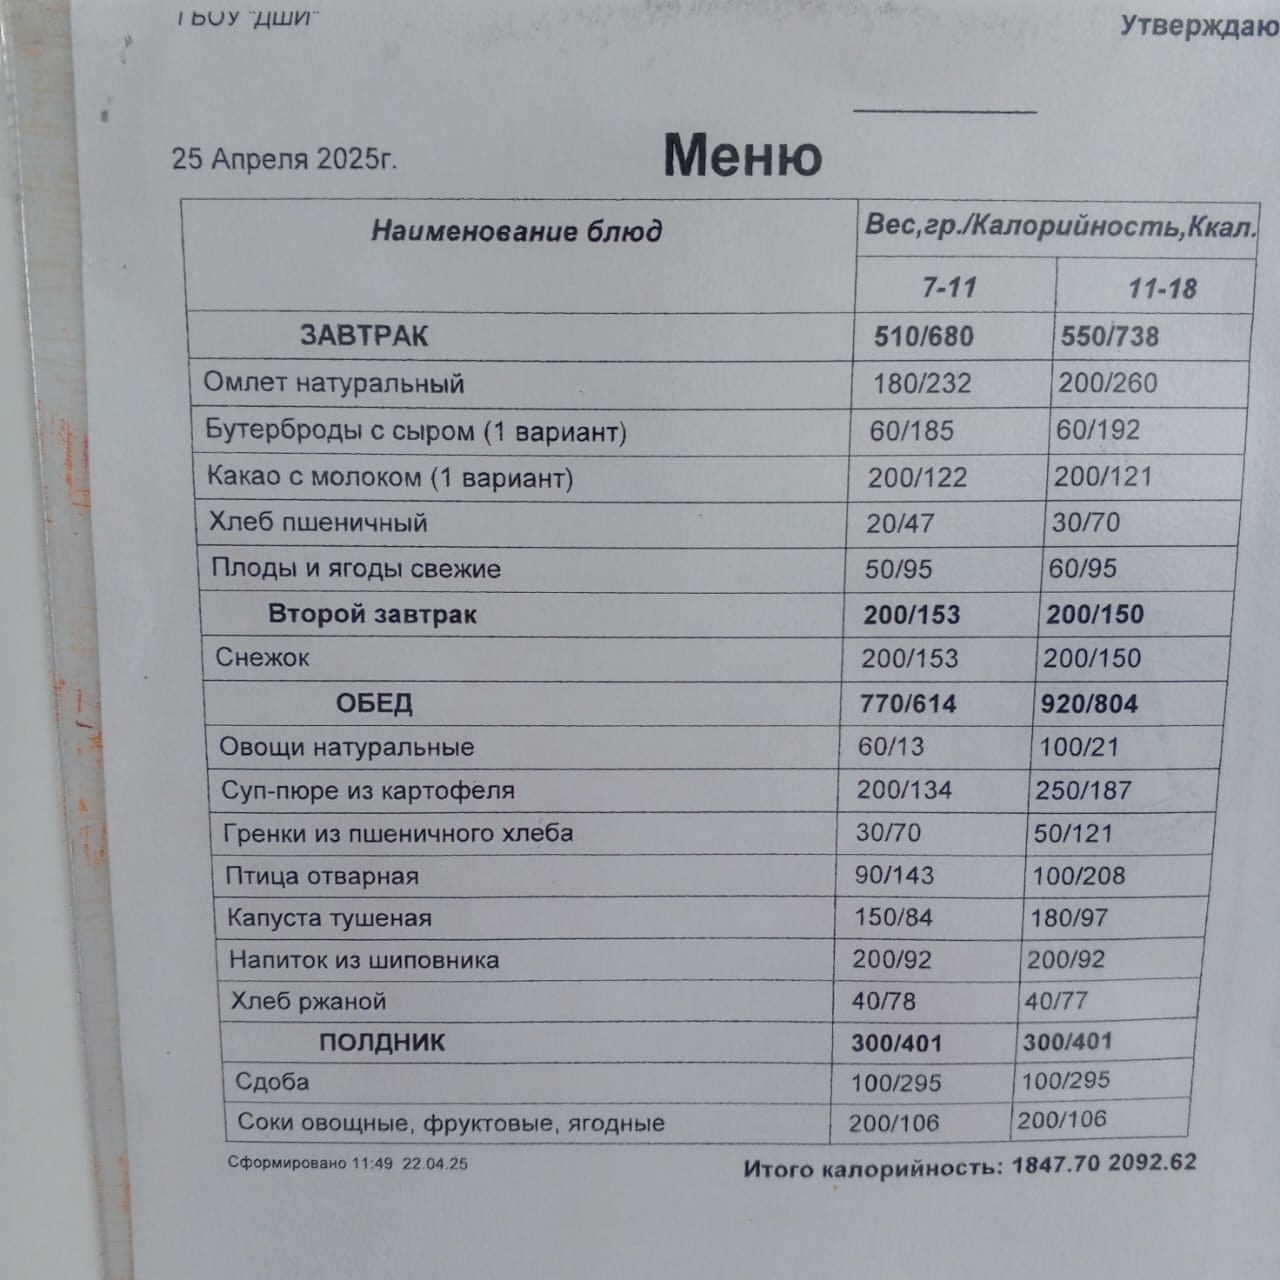 ГБОУ "ДШИ"
Утверждаю
25 Апреля 2025г.
Меню
Наименование блюд Вес,гр./Калорийность,Ккал.
7-11 11-18
ЗАВТРАК 510/680 550/738
Омлет натуральный 180/232 200/260
Бутерброды с сыром (1 вариант) 60/185 60/192
Какао с молоком (1 вариант) 200/122 200/121
Хлеб пшеничный 20/47 30/70
Плоды и ягоды свежие 50/95 60/95
Второй завтрак 200/153 200/150
Снежок 200/153 200/150
ОБЕД 770/614 920/804
Овощи натуральные 60/13 100/21
Суп-пюре из картофеля 200/134 250/187
Гренки из пшеничного хлеба 30/70 50/121
Птица отварная 90/143 100/208
Капуста тушеная 150/84 180/97
Напиток из шиповника 200/92 200/92
Хлеб ржаной 40/78 40/77
ПОЛДНИК 300/401 300/401
Сдоба 100/295 100/295
Соки овощные, фруктовые, ягодные 200/106 200/106
Сформировано 11:49 22.04.25
Итого калорийность: 1847.70 2092.62